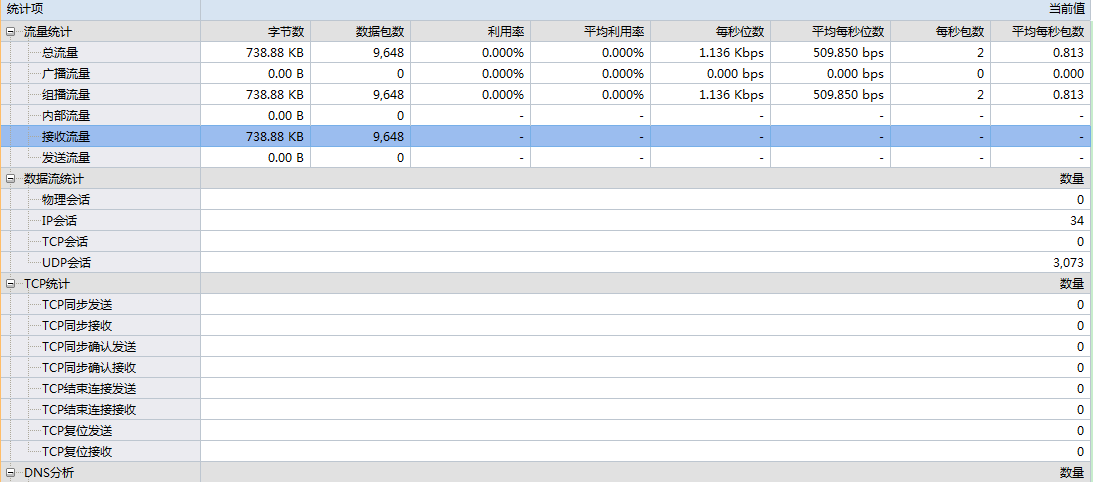 统计项 当前值
流量统计 字节数 数据包数 利用率 平均利用率 每秒位数 平均每秒位数 每秒包数 平均每秒包数
总流量 738.88 KB 9,648 0.000% 0.000% 1.136 Kbps 509.850 bps 2 0.813
广播流量 0.00 B 0 0.000% 0.000% 0.000 bps 0.000 bps 0 0.000
组播流量 738.88 KB 9,648 0.000% 0.000% 1.136 Kbps 509.850 bps 2 0.813
内部流量 0.00 B 0 - - - - - -
接收流量 738.88 KB 9,648 - - - - - -
发送流量 0.00 B 0 - - - - - -
数据流统计 数量
物理会话 0
IP会话 34
TCP会话 0
UDP会话 3,073
TCP统计 数量
TCP同步发送 0
TCP同步接收 0
TCP同步确认发送 0
TCP同步确认接收 0
TCP结束连接发送 0
TCP结束连接接收 0
TCP复位发送 0
TCP复位接收 0
DNS分析 数量